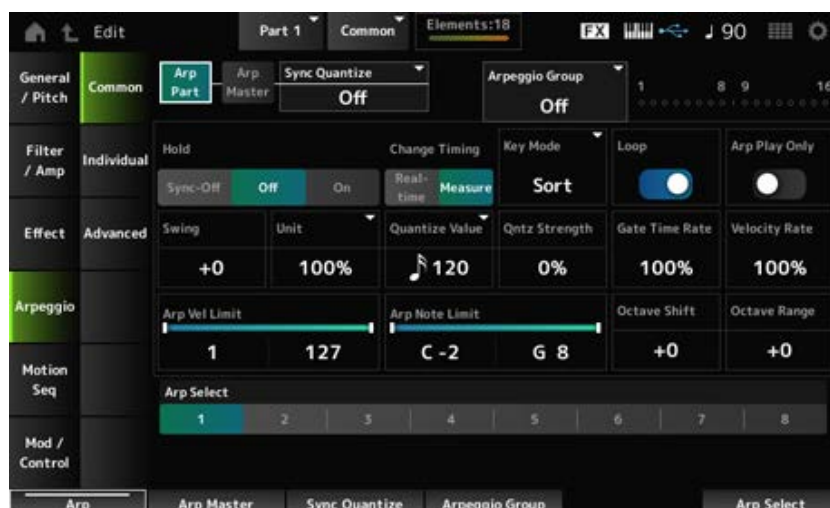 Edit Part 1 Common Elements:18 FX ♩ 90
General / Pitch
Common
Arp Part
Arp Master
Sync Quantize
Off
Arpeggio Group
Off
1 8 9 16
Filter / Amp
Individual
Hold
Sync-Off Off On
Change Timing
Real-time Measure
Key Mode
Sort
Loop
Arp Play Only
Effect
Advanced
Swing
+0
Unit
100%
Quantize Value
120
Qntz Strength
0%
Gate Time Rate
100%
Velocity Rate
100%
Arpeggio
Arp Vel Limit
1 127
Arp Note Limit
C -2 G 8
Octave Shift
+0
Octave Range
+0
Motion Seq
Arp Select
1 2 3 4 5 6 7 8
Mod / Control
Arp Arp Master Sync Quantize Arpeggio Group Arp Select